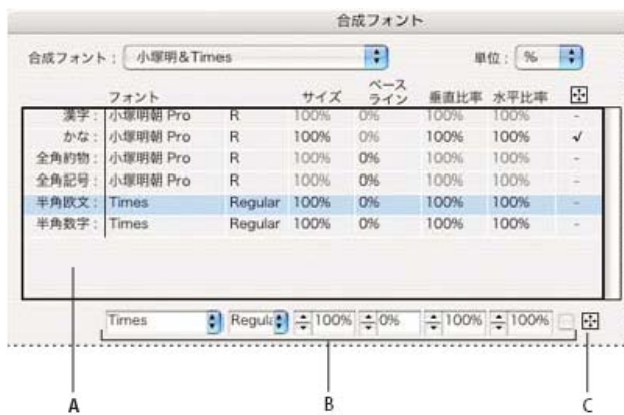 合成フォント
合成フォント： 小塚明&Times 単位： %
フォント サイズ ベースライン 垂直比率 水平比率
漢字： 小塚明朝 Pro R 100% 0% 100% 100% -
かな： 小塚明朝 Pro R 100% 0% 100% 100% √
全角約物： 小塚明朝 Pro R 100% 0% 100% 100% -
全角記号： 小塚明朝 Pro R 100% 0% 100% 100% -
半角欧文： Times Regular 100% 0% 100% 100% -
半角数字： Times Regular 100% 0% 100% 100% -
Times Regula 100% 0% 100% 100%
A B C